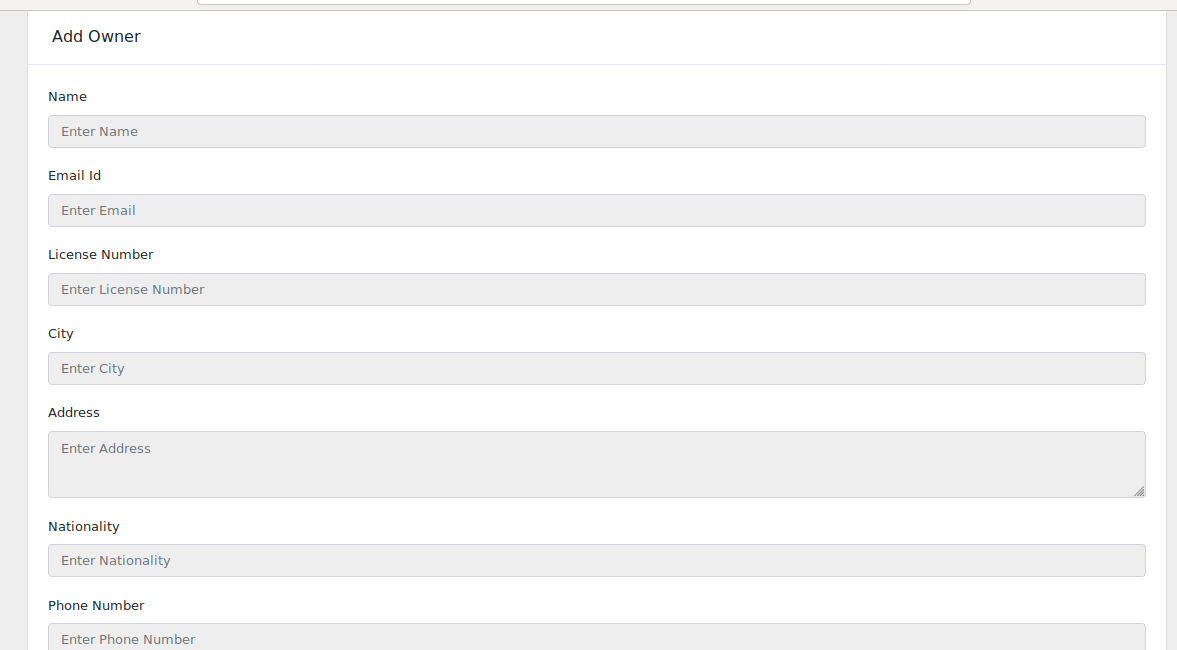 Add Owner
Name
Enter Name
Email Id
Enter Email
License Number
Enter License Number
City
Enter City
Address
Enter Address
Nationality
Enter Nationality
Phone Number
Enter Phone Number